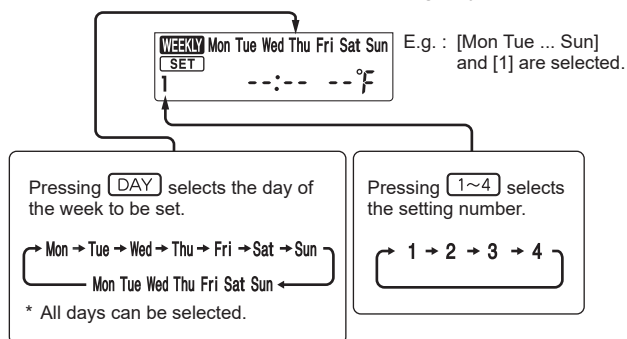 WEEKLY Mon Tue Wed Thu Fri Sat Sun
SET
1 --:-- --°F
E.g. : [Mon Tue ... Sun]
and [1] are selected.
Pressing DAY selects the day of
the week to be set.
→ Mon → Tue → Wed → Thu → Fri → Sat → Sun
Mon Tue Wed Thu Fri Sat Sun ←
* All days can be selected.
Pressing 1~4 selects
the setting number.
→ 1 → 2 → 3 → 4